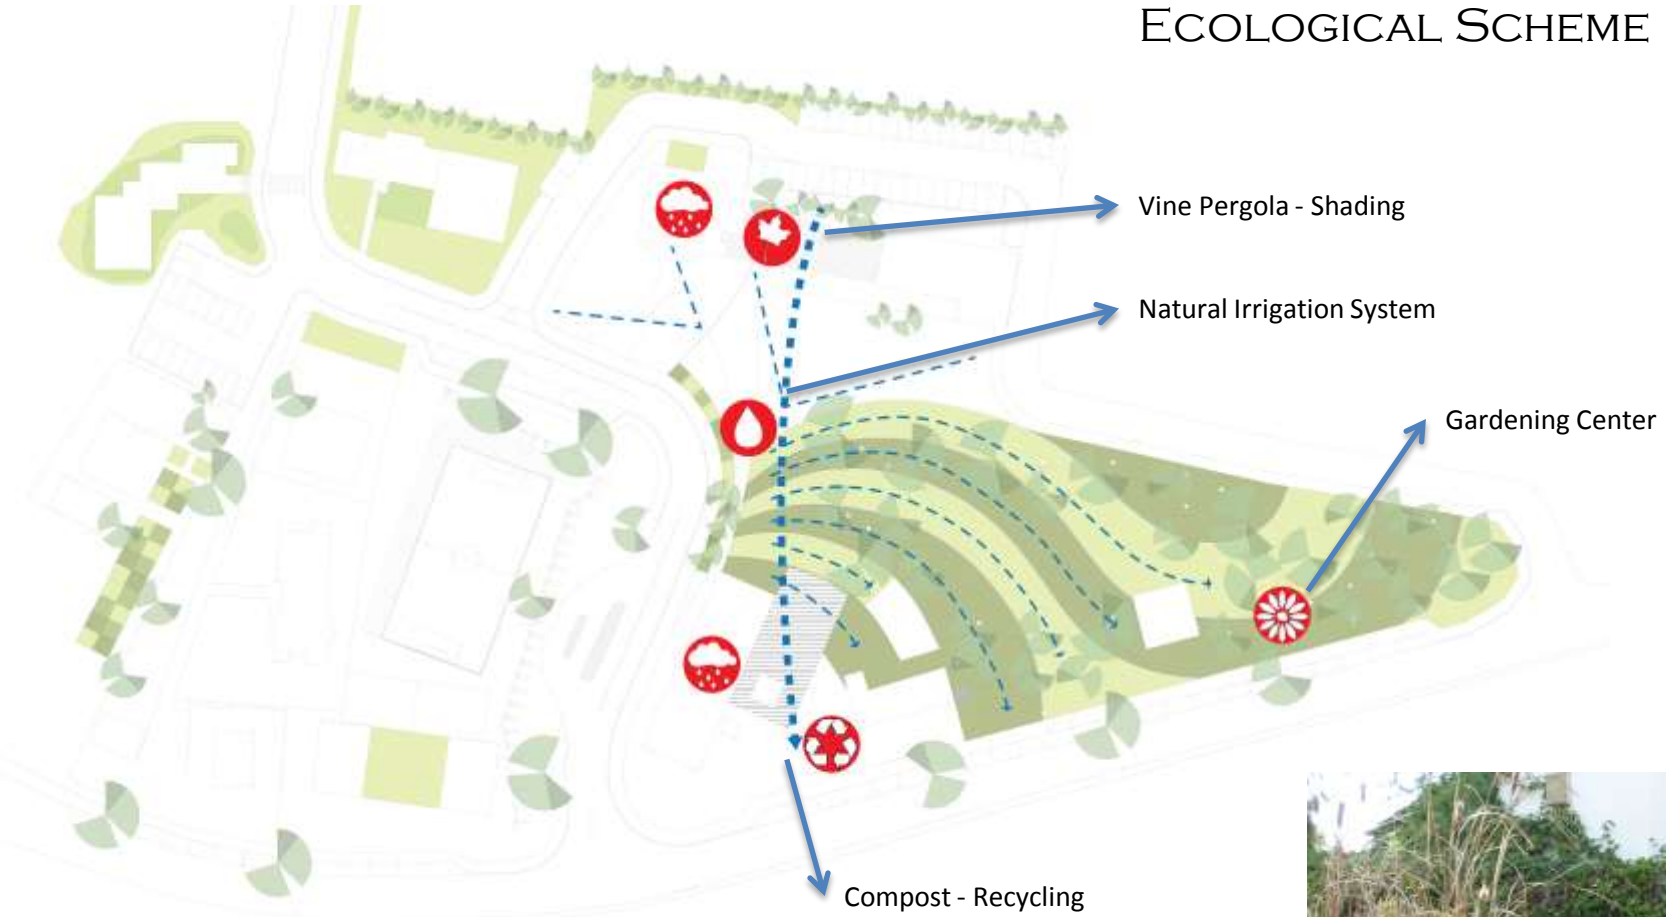 ECOLOGICAL SCHEME
Vine Pergola - Shading
Natural Irrigation System
Gardening Center
Compost - Recycling